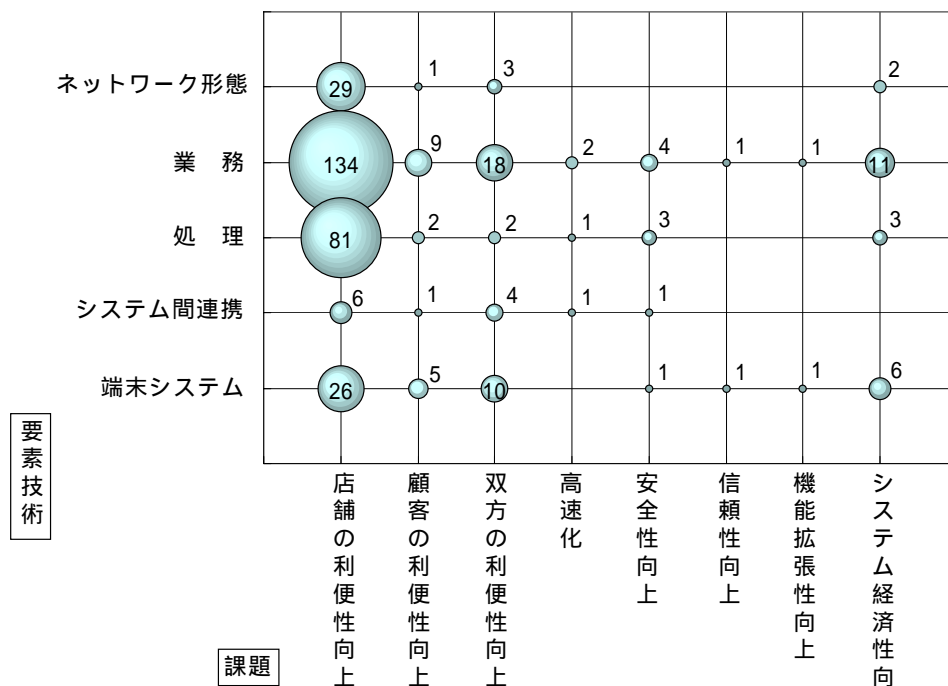 ネットワーク形態
29
1
3
2
業　務
134
9
18
2
4
1
1
11
処　理
81
2
2
1
3
3
システム間連携
6
1
4
1
1
端末システム
26
5
10
1
1
1
6
要素技術
店舗の利便性向上
顧客の利便性向上
双方の利便性向上
高速化
安全性向上
信頼性向上
機能拡張性向上
システム経済性向
課題